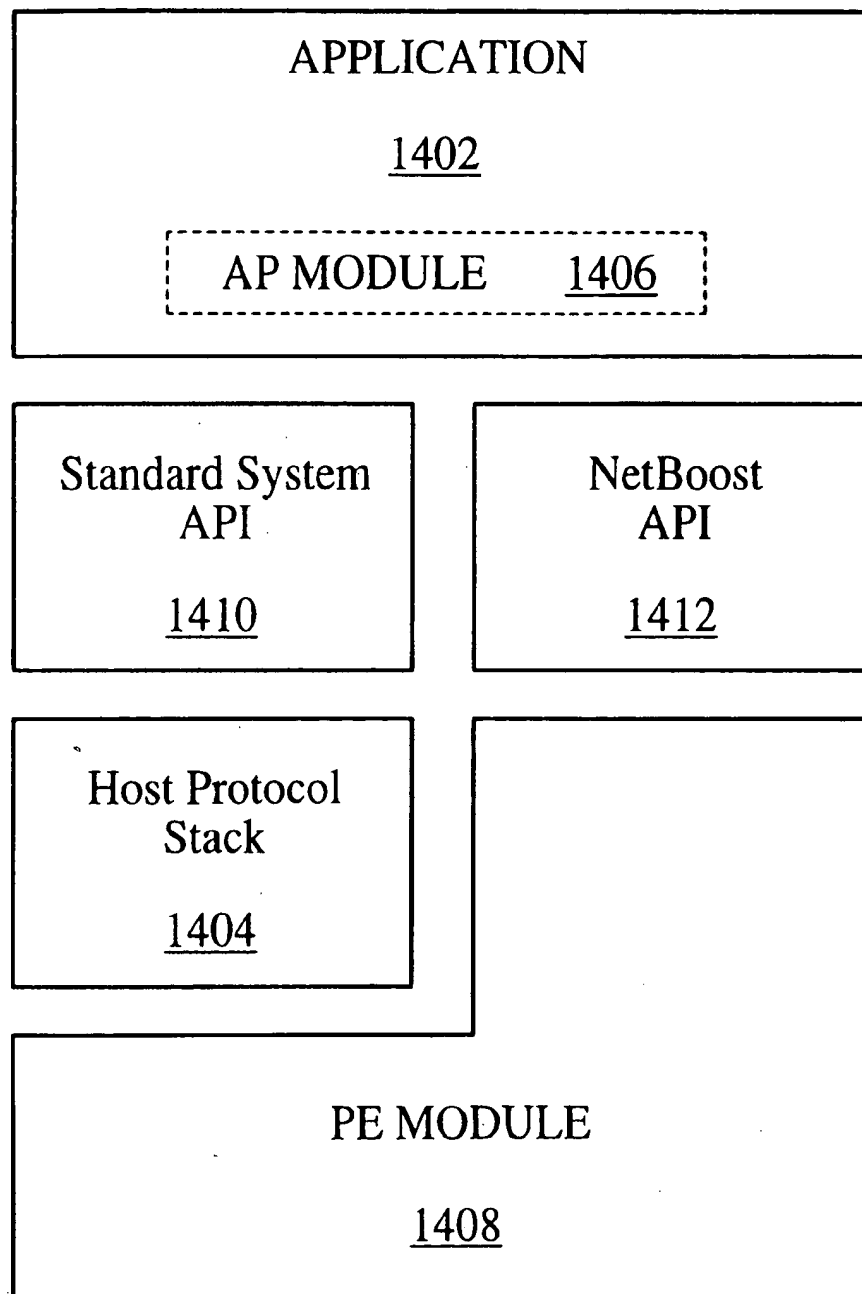 APPLICATION
1402
AP MODULE 1406
Standard System
API
1410
NetBoost
API
1412
Host Protocol
Stack
1404
PE MODULE
1408